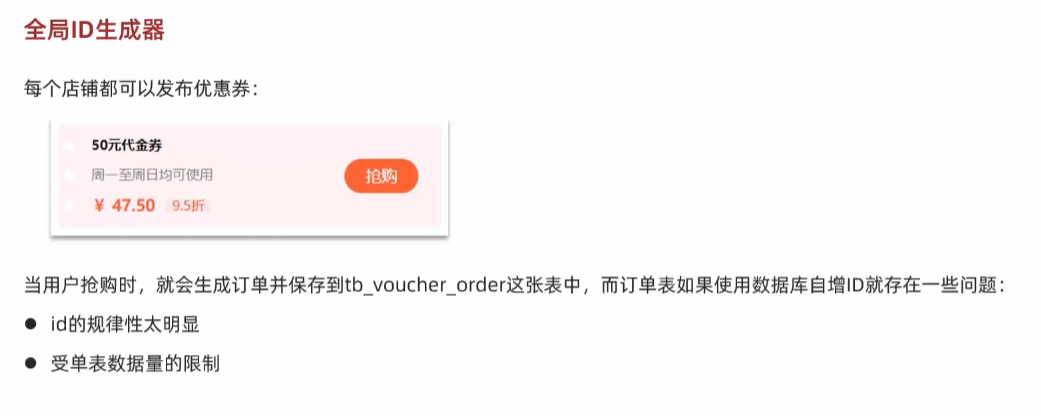 全局ID生成器
每个店铺都可以发布优惠券：
50元代金券
周一至周日均可使用
抢购
¥ 47.50 9.5折
当用户抢购时，就会生成订单并保存到tb_voucher_order这张表中，而订单表如果使用数据库自增ID就存在一些问题：
● id的规律性太明显
● 受单表数据量的限制